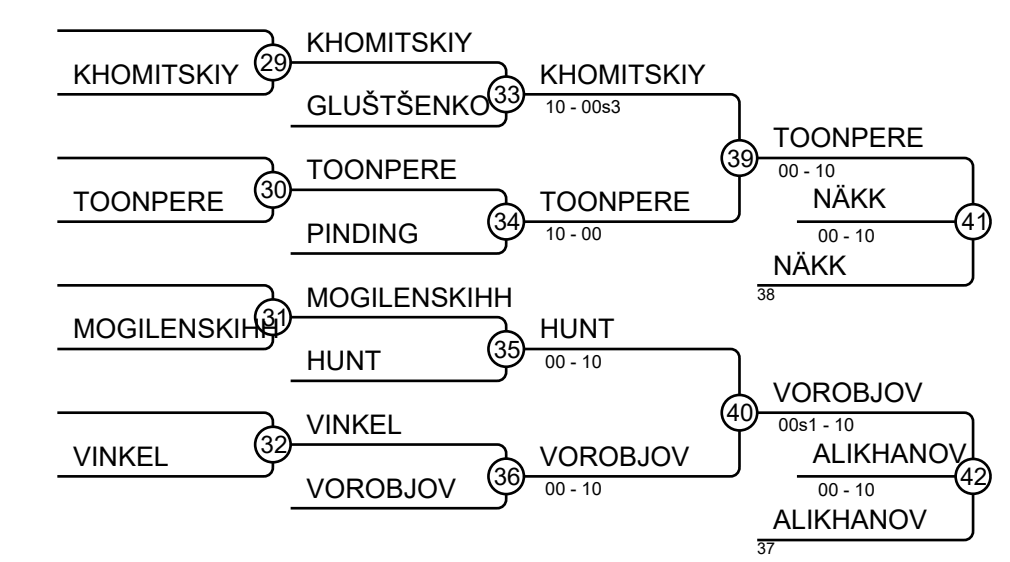 KHOMITSKIY
29
KHOMITSKIY
GLUŠTŠENKO
33
KHOMITSKIY
10 - 00s3
TOONPERE
30
TOONPERE
PINDING
34
TOONPERE
10 - 00
39
TOONPERE
00 - 10
NÄKK
00 - 10
41
NÄKK
38
MOGILENSKIHH
31
MOGILENSKIHH
HUNT
35
HUNT
00 - 10
VINKEL
32
VINKEL
VOROBJOV
36
VOROBJOV
00 - 10
40
VOROBJOV
00s1 - 10
ALIKHANOV
00 - 10
42
ALIKHANOV
37